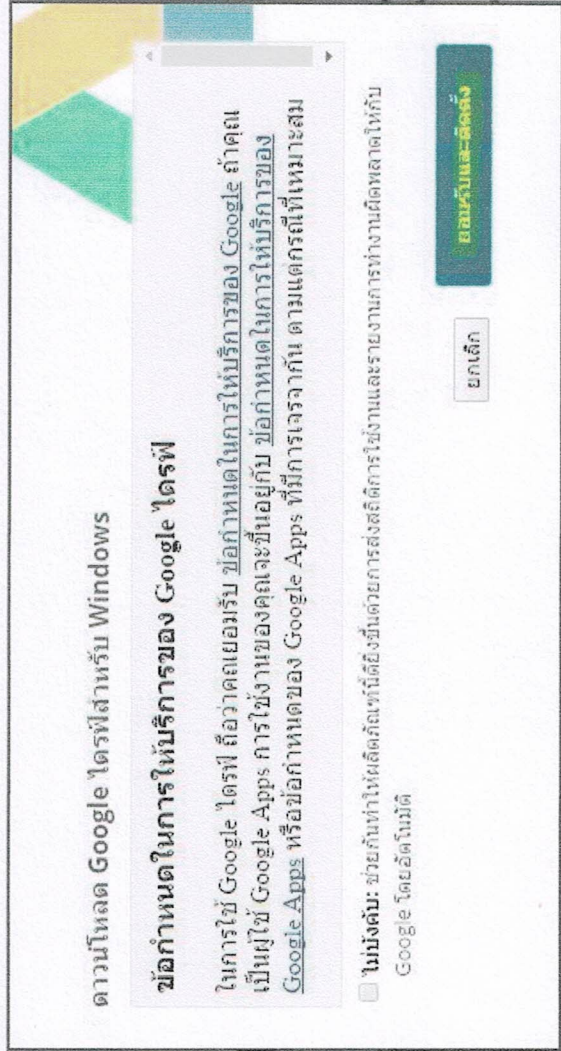 ดาวน์โหลด Google ไดรฟ์สำหรับ Windows
ข้อกำหนดในการให้บริการของ Google ไดรฟ์
ในการใช้ Google ไดรฟ์ ถือว่าคุณยอมรับ ข้อกำหนดในการให้บริการของ Google ถ้าคุณ
เป็นผู้ใช้ Google Apps การใช้งานของคุณจะขึ้นอยู่กับ ข้อกำหนดในการให้บริการของ
Google Apps หรือข้อกำหนดของ Google Apps ที่มีการเจรจากัน ตามแต่กรณีที่เหมาะสม
ไม่บังคับ: ช่วยกันทำให้ผลิตภัณฑ์นี้ดียิ่งขึ้นด้วยการส่งสถิติการใช้งานและรายงานการทำงานผิดพลาดให้กับ
Google โดยอัตโนมัติ
ยกเลิก
ยอมรับและติดตั้ง